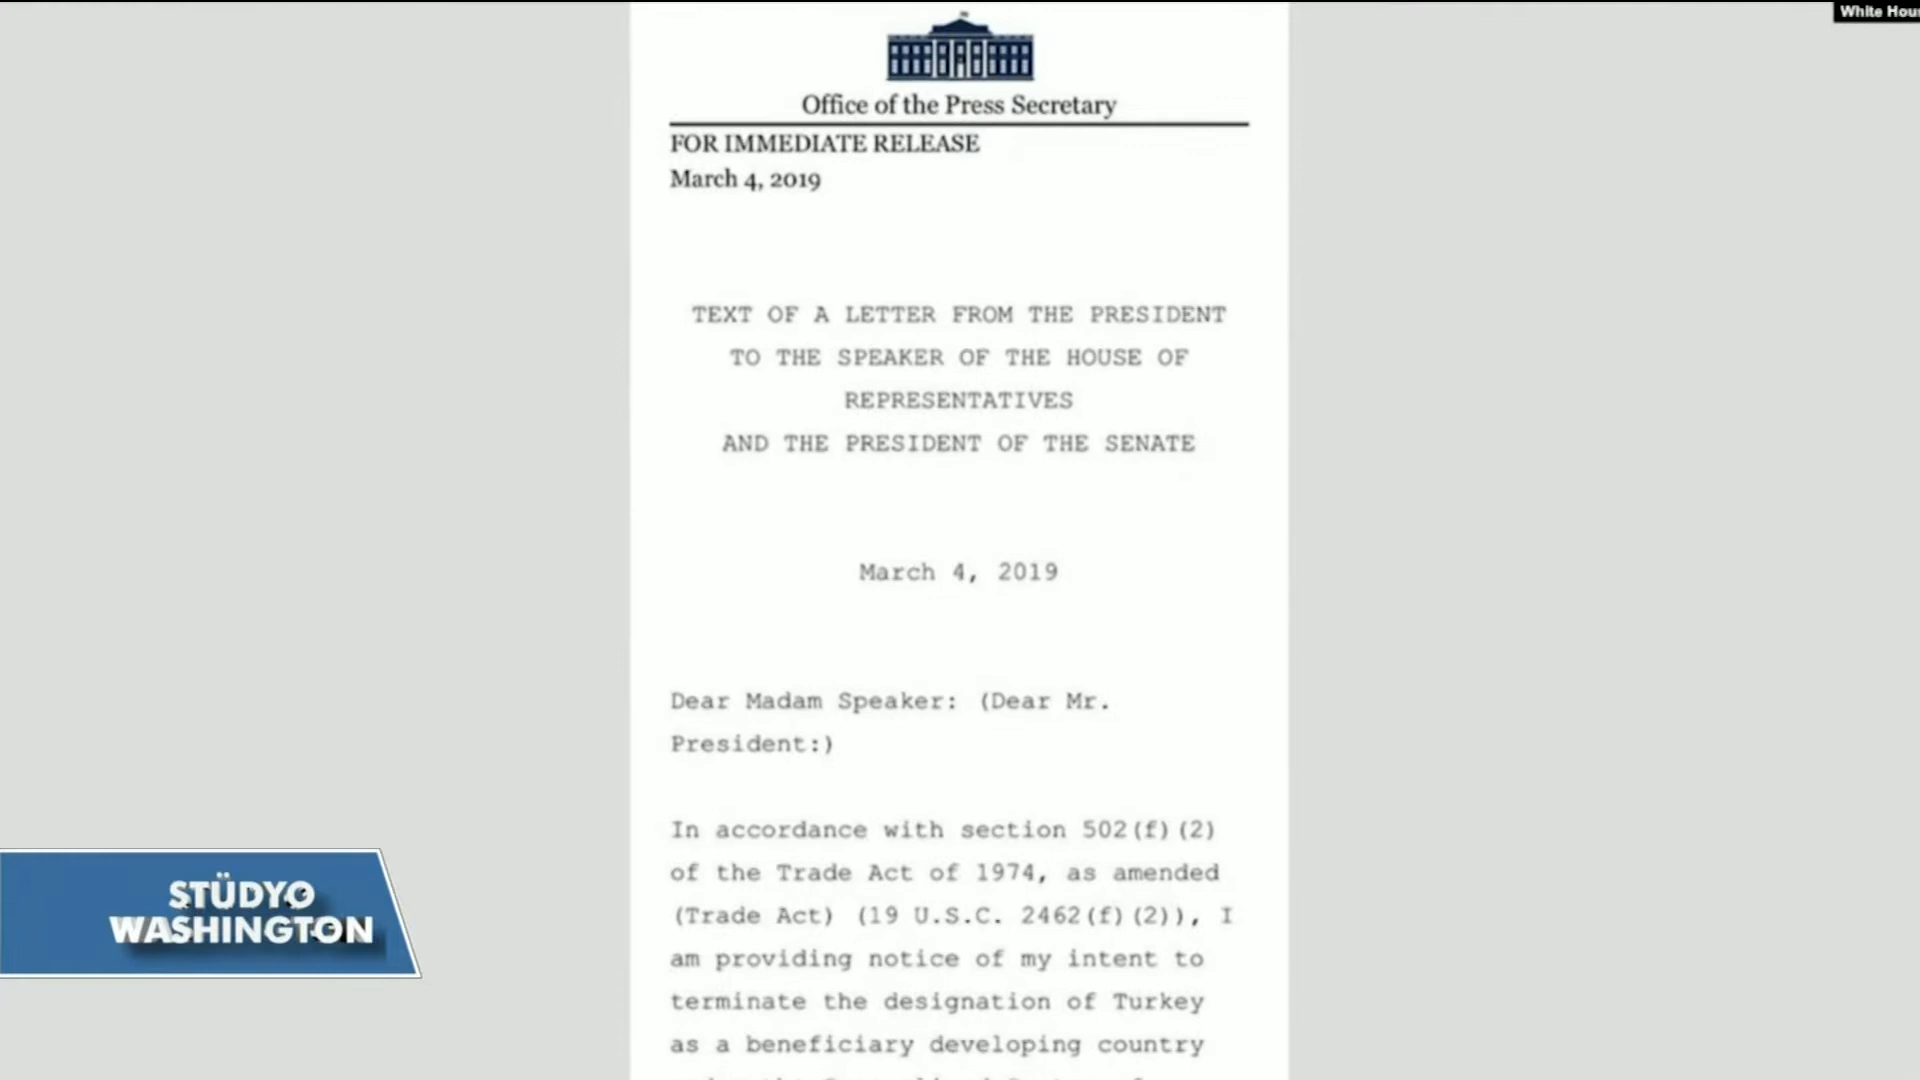 White Hou
Office of the Press Secretary
FOR IMMEDIATE RELEASE
March 4, 2019
TEXT OF A LETTER FROM THE PRESIDENT
TO THE SPEAKER OF THE HOUSE OF
REPRESENTATIVES
AND THE PRESIDENT OF THE SENATE
March 4, 2019
Dear Madam Speaker: (Dear Mr.
President:)
In accordance with section 502(f)(2)
of the Trade Act of 1974, as amended
(Trade Act) (19 U.S.C. 2462(f)(2)), I
am providing notice of my intent to
terminate the designation of Turkey
as a beneficiary developing country
STÜDYO
WASHINGTON